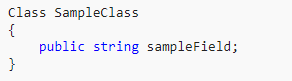 Class SampleClass
{
    public string sampleField;
}